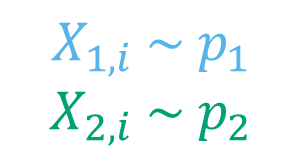 X₁,ᵢ ~ p₁
X₂,ᵢ ~ p₂